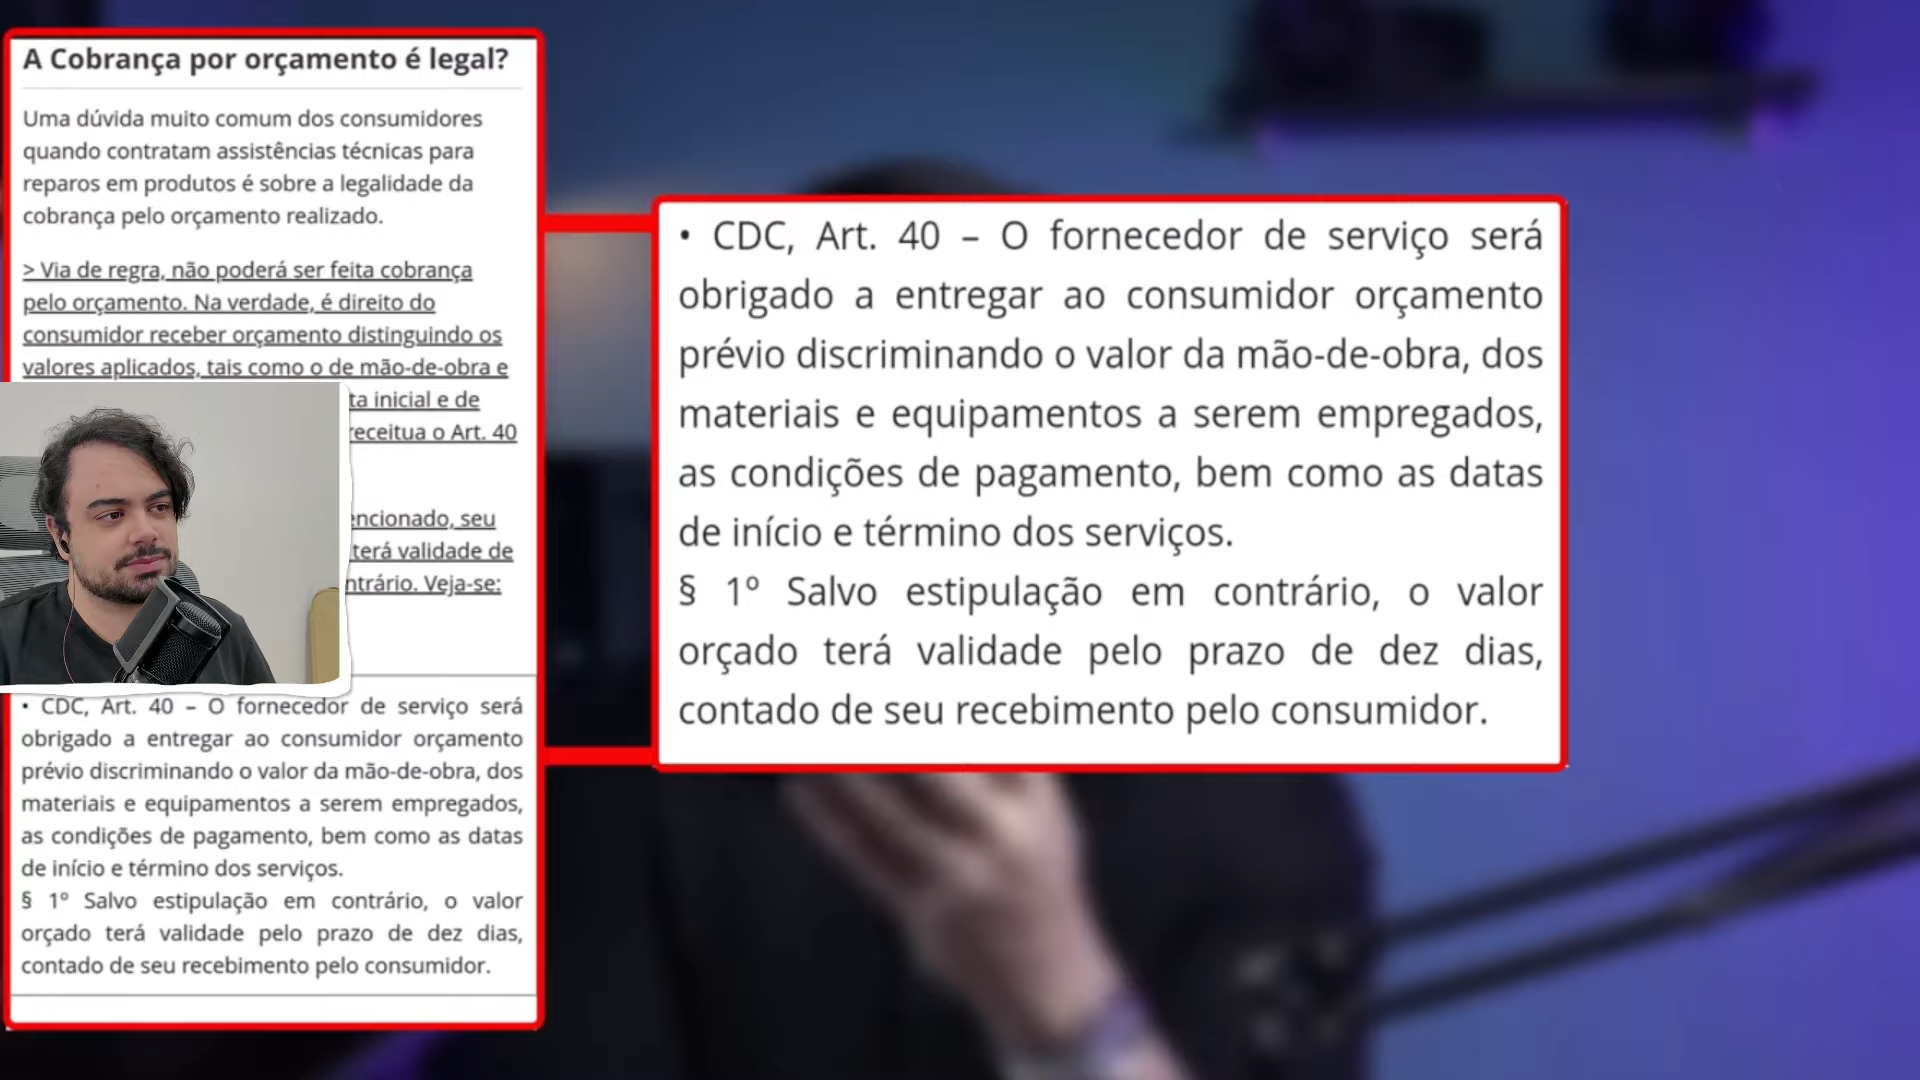 A Cobrança por orçamento é legal?
Uma dúvida muito comum dos consumidores
quando contratam assistências técnicas para
reparos em produtos é sobre a legalidade da
cobrança pelo orçamento realizado.
> Via de regra, não poderá ser feita cobrança
pelo orçamento. Na verdade, é direito do
consumidor receber orçamento distinguindo os
valores aplicados, tais como o de mão-de-obra e
inicial e de
o Art. 40
seu
terá validade de
Veja-se:
• CDC, Art. 40 – O fornecedor de serviço será
obrigado a entregar ao consumidor orçamento
prévio discriminando o valor da mão-de-obra, dos
materiais e equipamentos a serem empregados,
as condições de pagamento, bem como as datas
de início e término dos serviços.
§ 1º Salvo estipulação em contrário, o valor
orçado terá validade pelo prazo de dez dias,
contado de seu recebimento pelo consumidor.
• CDC, Art. 40 – O fornecedor de serviço será
obrigado a entregar ao consumidor orçamento
prévio discriminando o valor da mão-de-obra, dos
materiais e equipamentos a serem empregados,
as condições de pagamento, bem como as datas
de início e término dos serviços.
§ 1º Salvo estipulação em contrário, o valor
orçado terá validade pelo prazo de dez dias,
contado de seu recebimento pelo consumidor.